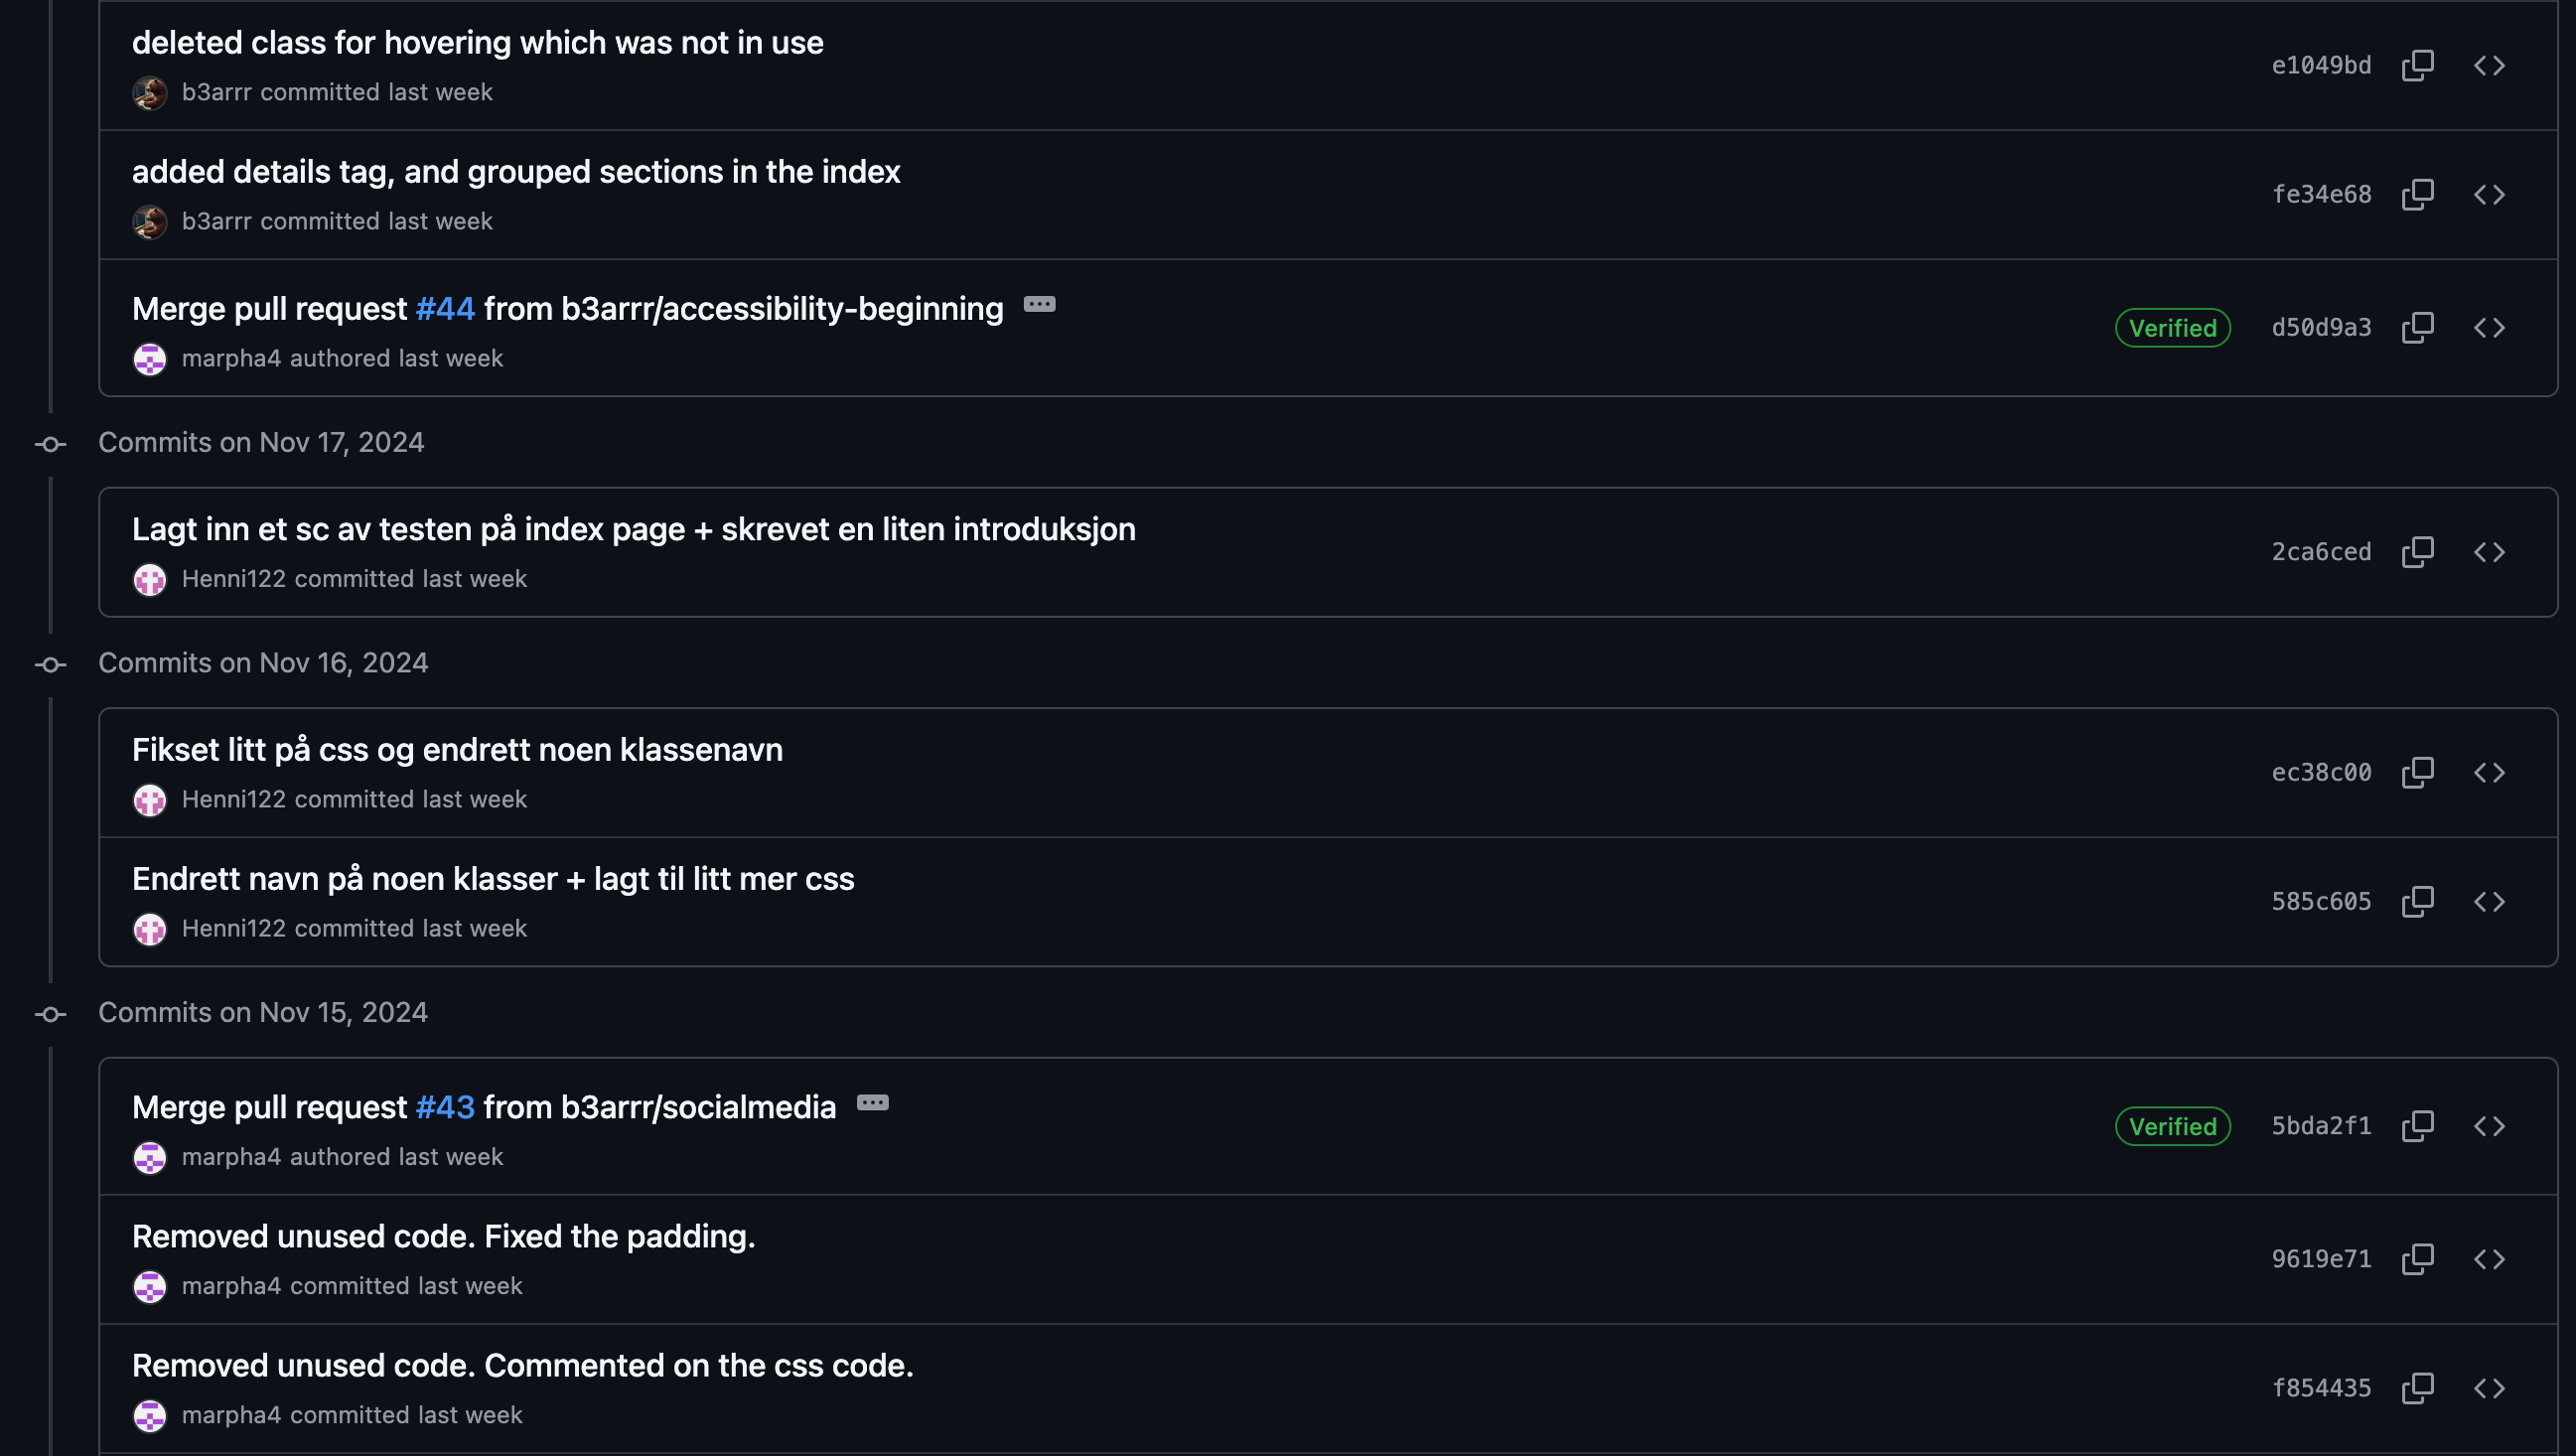 deleted class for hovering which was not in use
e1049bd
b3arrr committed last week
added details tag, and grouped sections in the index
fe34e68
b3arrr committed last week
Merge pull request #44 from b3arrr/accessibility-beginning
Verified d50d9a3
marpha4 authored last week
Commits on Nov 17, 2024
Lagt inn et sc av testen på index page + skrevet en liten introduksjon
2ca6ced
Henni122 committed last week
Commits on Nov 16, 2024
Fikset litt på css og endrett noen klassenavn
ec38c00
Henni122 committed last week
Endrett navn på noen klasser + lagt til litt mer css
585c605
Henni122 committed last week
Commits on Nov 15, 2024
Merge pull request #43 from b3arrr/socialmedia
Verified 5bda2f1
marpha4 authored last week
Removed unused code. Fixed the padding.
9619e71
marpha4 committed last week
Removed unused code. Commented on the css code.
f854435
marpha4 committed last week